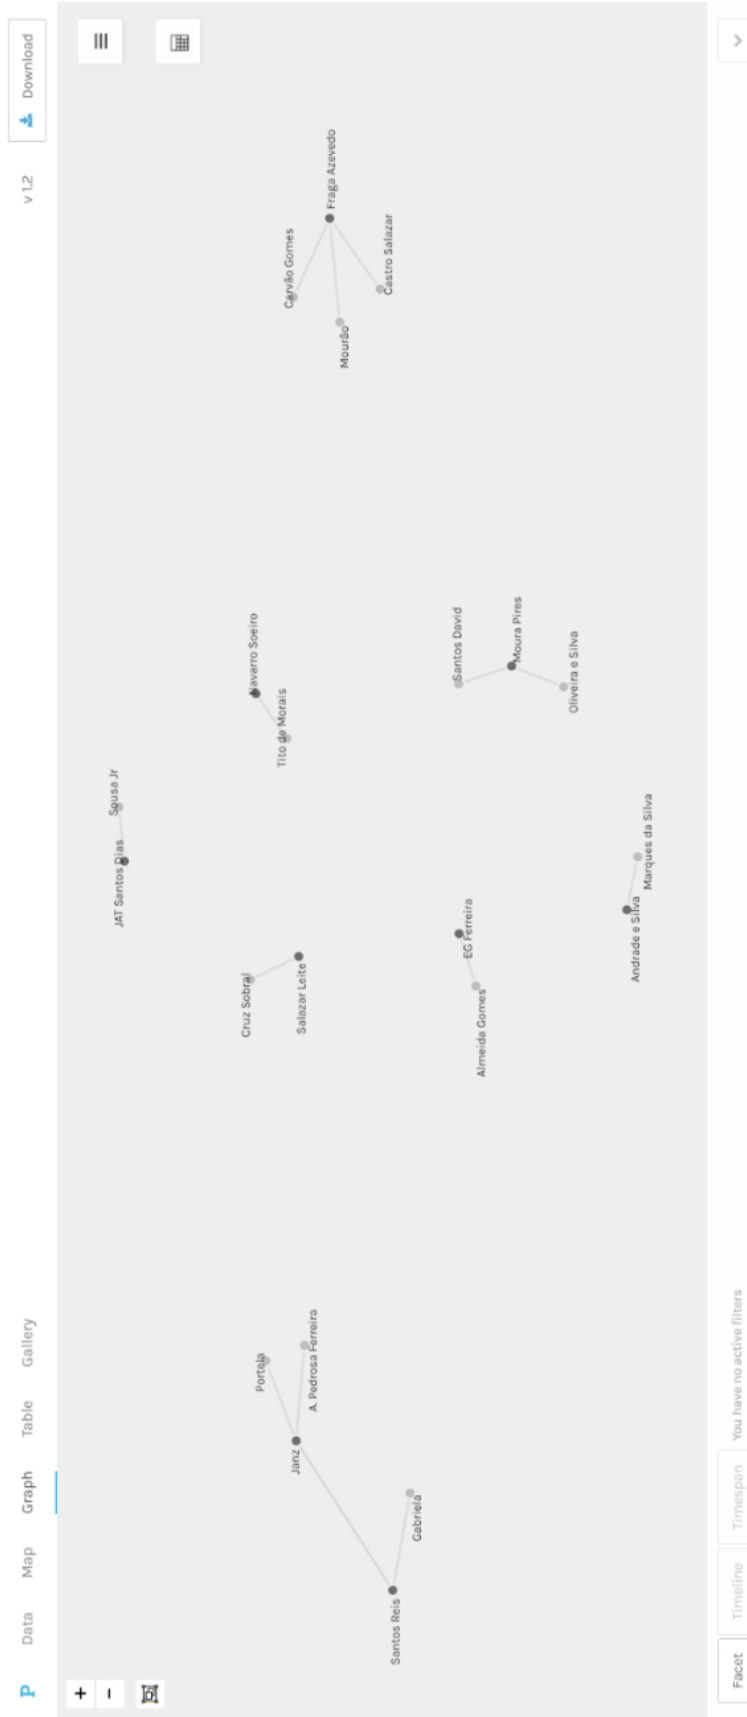 P Data Map Graph Table Gallery v 1.2 Download
+
−
Sousa Jr
JAT Santos Dias
Navarro Soeiro
Tito de Morais
Cruz Sobral
Salazar Leite
Carvão Gomes
Fraga Azevedo
Mourão
Castro Salazar
Portela
A. Pedrosa Ferreira
Janz
Gabriela
Santos Reis
Santos David
Moura Pires
Oliveira e Silva
EG Ferreira
Almeida Gomes
Andrade e Silva
Marques da Silva
Facet Timeline Timespan You have no active filters